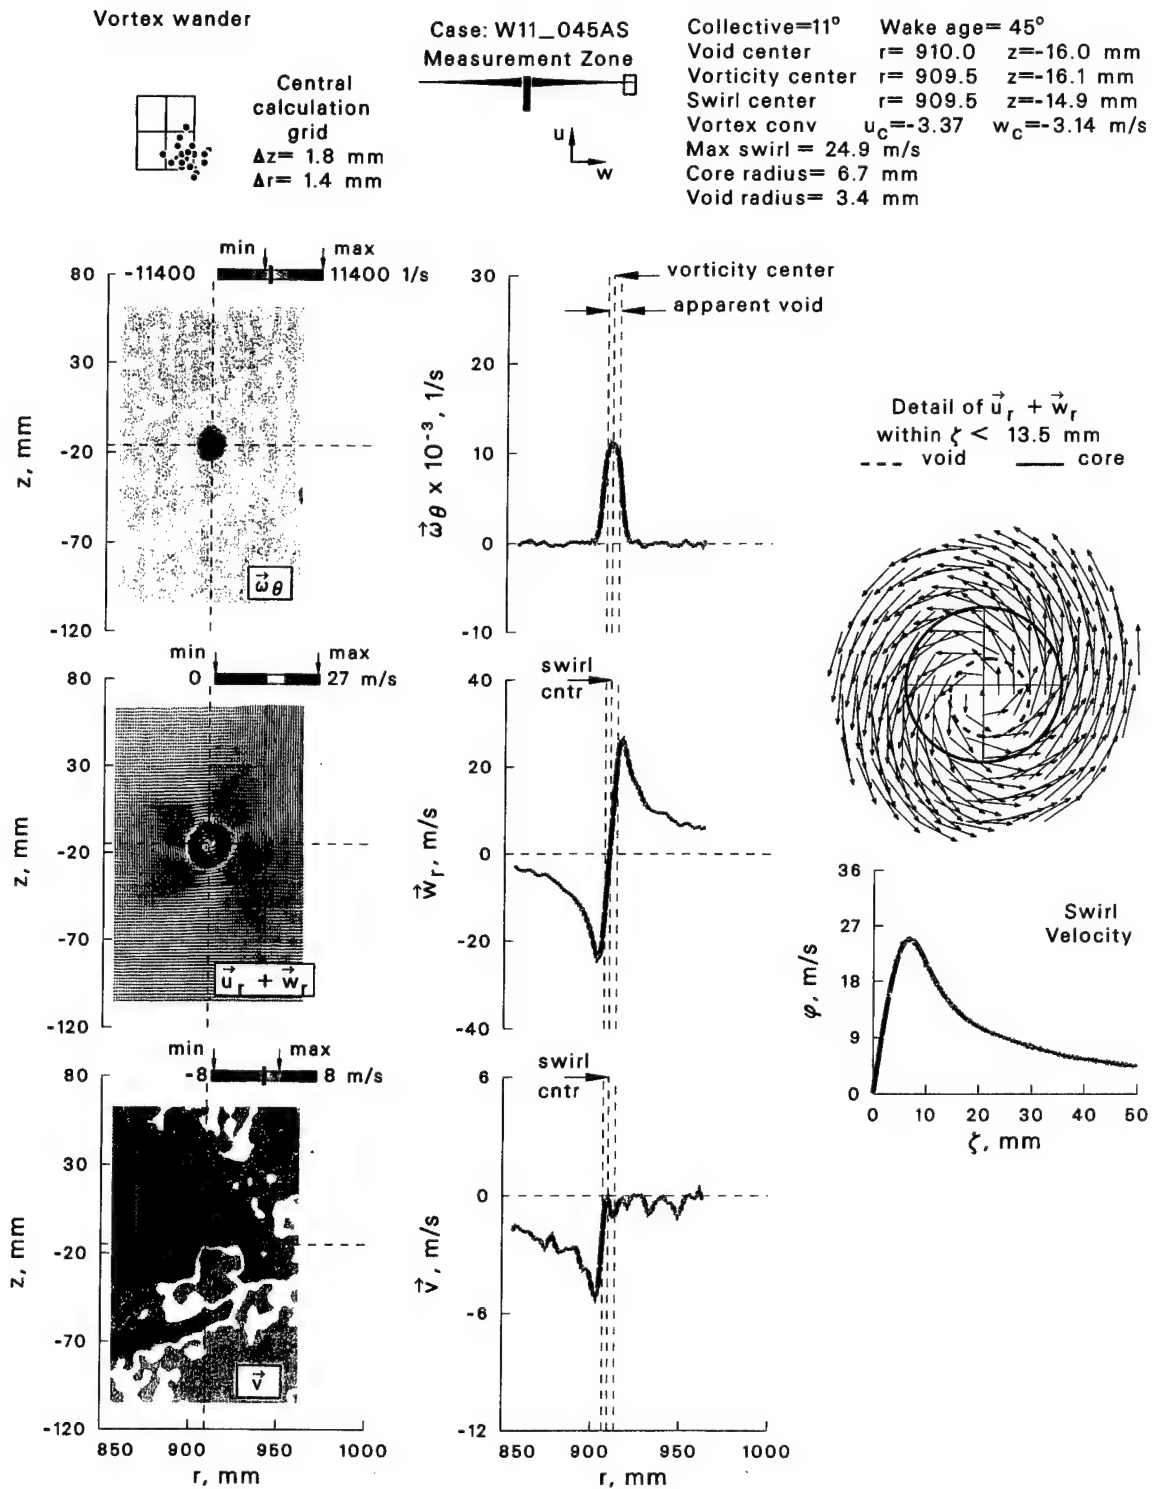 Vortex wander
Central
calculation
grid
Δz= 1.8 mm
Δr= 1.4 mm
Case: W11_045AS
Measurement Zone
u
w
Collective=11° Wake age= 45°
Void center r= 910.0 z=-16.0 mm
Vorticity center r= 909.5 z=-16.1 mm
Swirl center r= 909.5 z=-14.9 mm
Vortex conv u_c=-3.37 w_c=-3.14 m/s
Max swirl = 24.9 m/s
Core radius= 6.7 mm
Void radius= 3.4 mm
min max
-11400 11400 1/s
80
30
-20
-70
-120
z, mm
ω⃗θ
30
20
10
0
-10
ω⃗θ x 10⁻³, 1/s
vorticity center
apparent void
Detail of u⃗r + w⃗r
within ζ < 13.5 mm
void core
min max
0 27 m/s
80
30
-20
-70
-120
z, mm
u⃗r + w⃗r
swirl
cntr
40
20
0
-20
-40
w⃗r, m/s
36
27
18
9
0
φ, m/s
Swirl
Velocity
0 10 20 30 40 50
ζ, mm
min max
-8 8 m/s
80
30
-20
-70
-120
z, mm
v⃗
850 900 950 1000
r, mm
swirl
cntr
6
0
-6
-12
v⃗, m/s
850 900 950 1000
r, mm